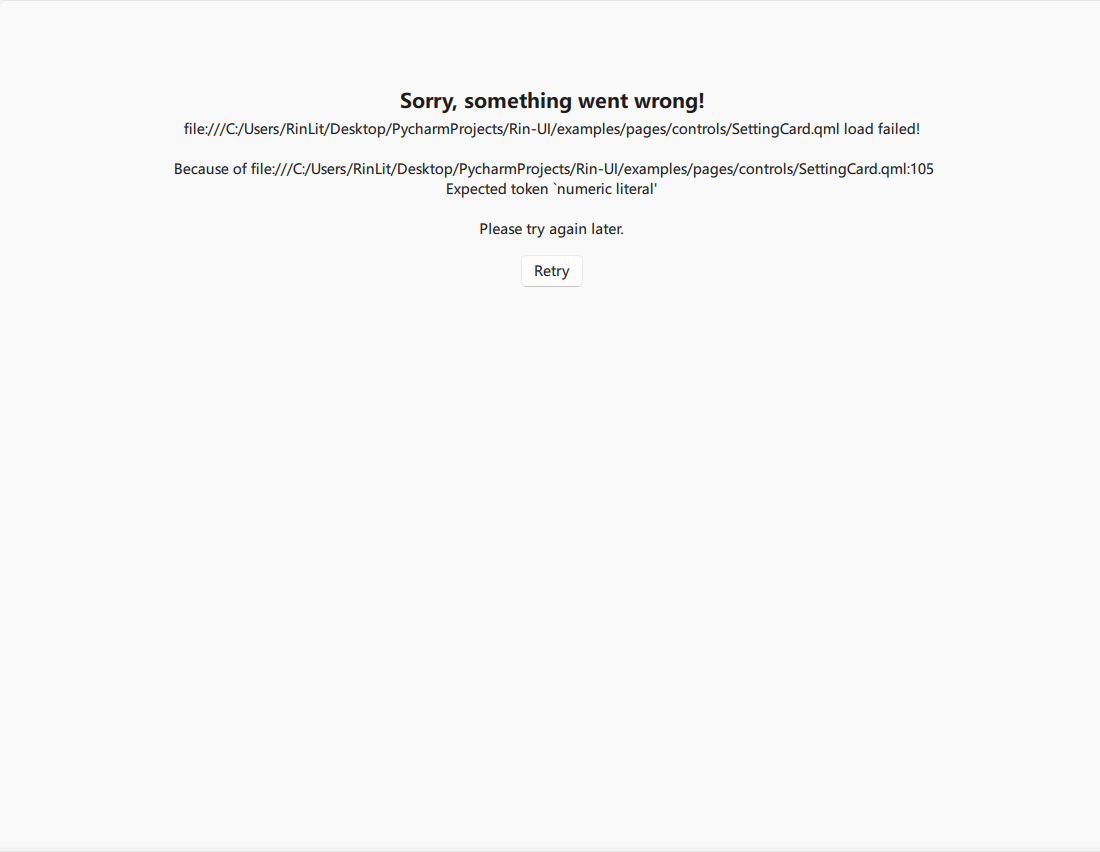 Sorry, something went wrong!
file:///C:/Users/RinLit/Desktop/PycharmProjects/Rin-UI/examples/pages/controls/SettingCard.qml load failed!
Because of file:///C:/Users/RinLit/Desktop/PycharmProjects/Rin-UI/examples/pages/controls/SettingCard.qml:105
Expected token `numeric literal'
Please try again later.
Retry